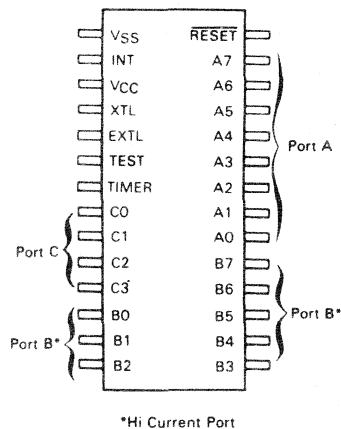 VSS RESET
INT A7
VCC A6
XTL A5
EXTL A4
TEST A3
TIMER A2
C0 A1
C1 A0
C2 B7
C3 B6
B0 B5
B1 B4
B2 B3
Port A
Port C
Port B*
Port B*
*Hi Current Port